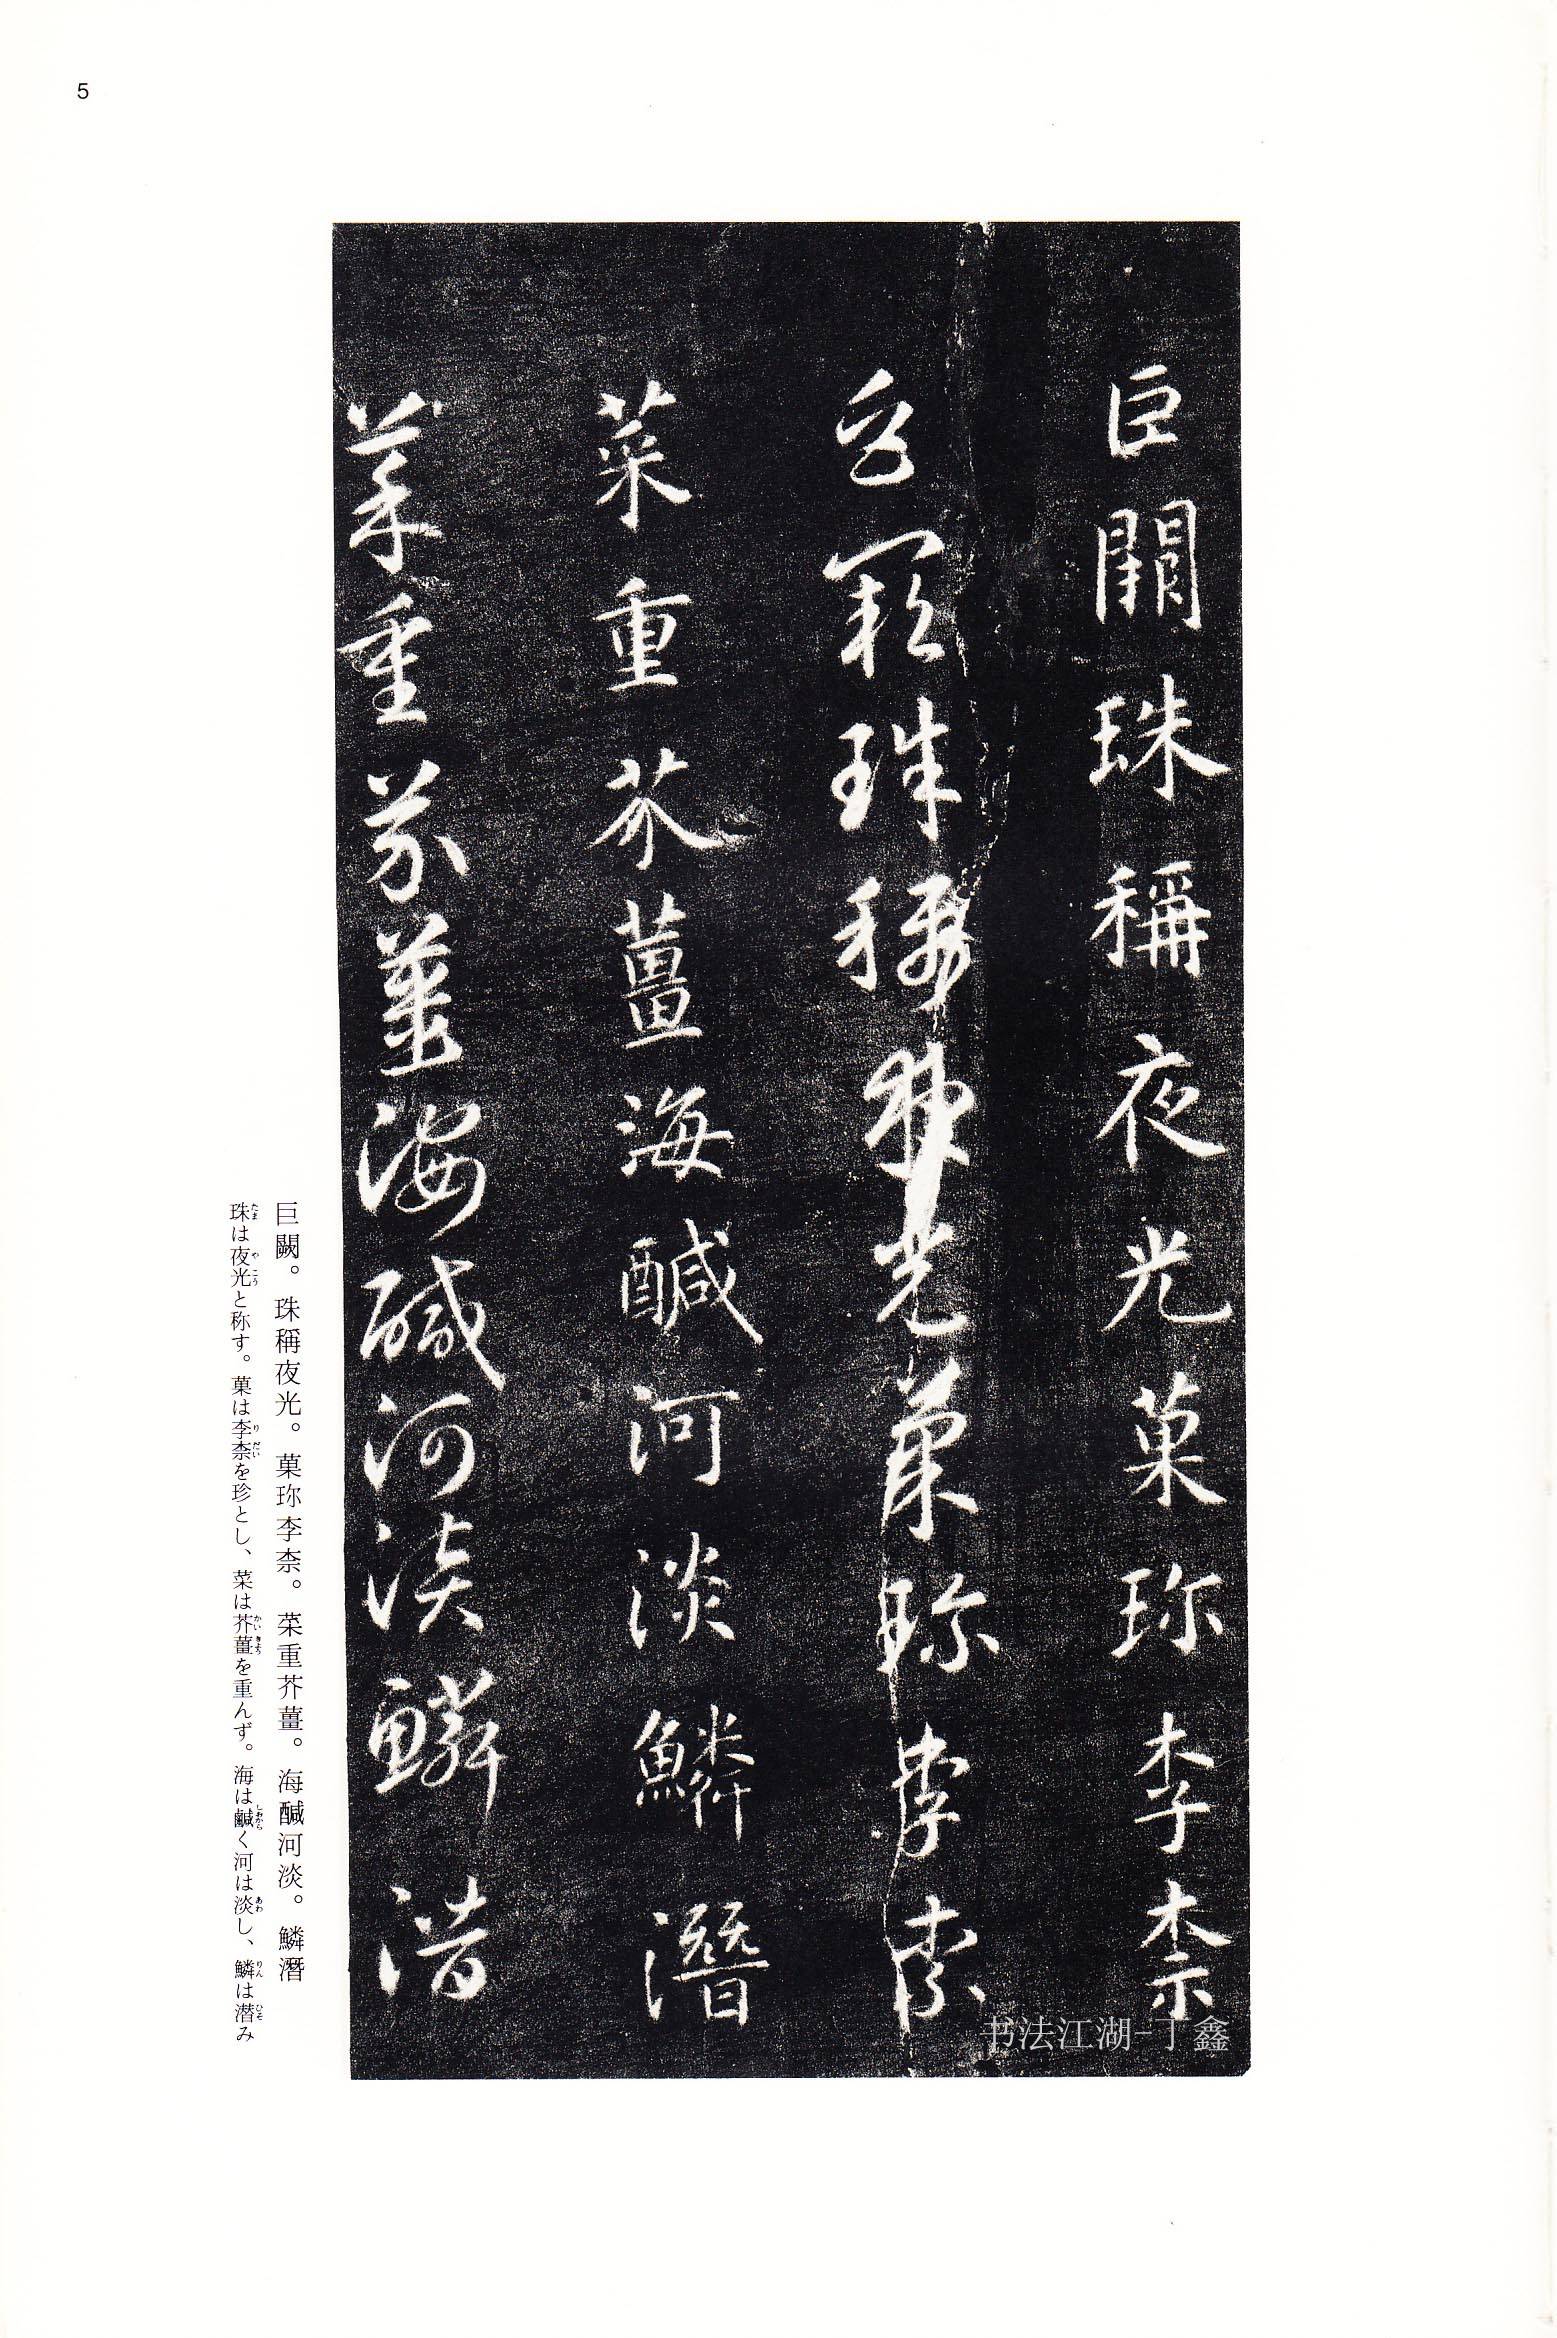 5
巨闕珠稱夜光菓珎李柰
巨闕珠稱夜光菓珎李柰
菜重芥薑海醎河淡鱗潛
菜重芥薑海醎河淡鱗潛
书法江湖-丁鑫
巨闕。珠稱夜光。菓珎李柰。菜重芥薑。海醎河淡。鱗潛
珠は夜光と称す。菓は李柰を珍とし、菜は芥薑を重んず。海は鹹く河は淡し、鱗は潜み